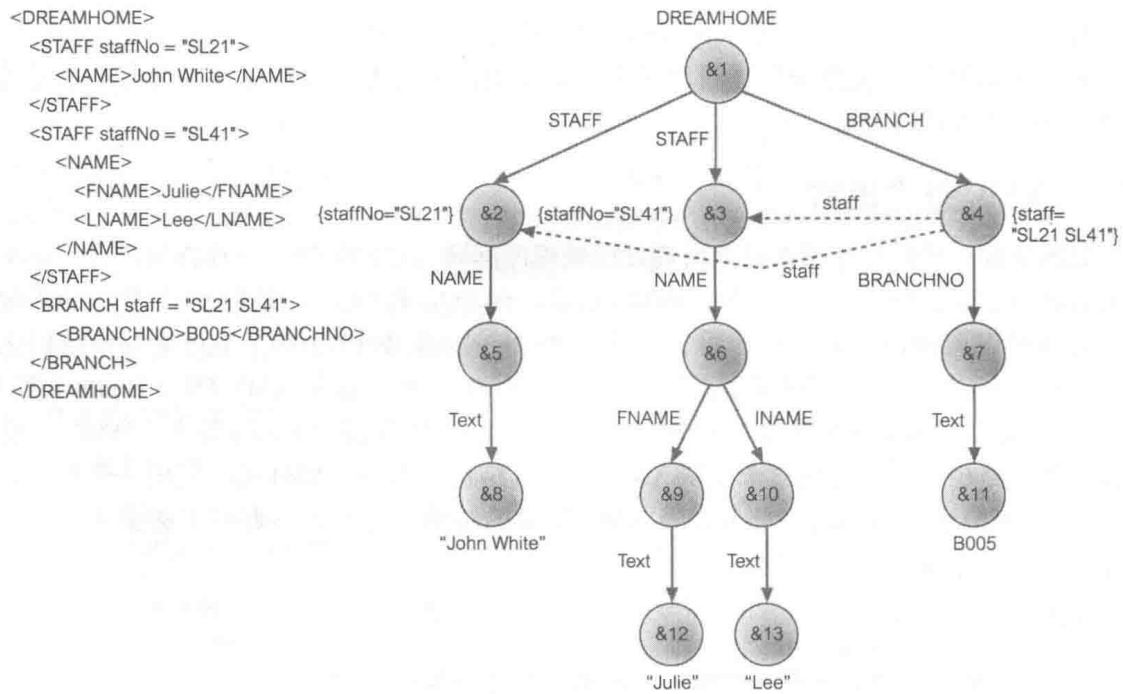 <DREAMHOME>
<STAFF staffNo = "SL21">
<NAME>John White</NAME>
</STAFF>
<STAFF staffNo = "SL41">
<NAME>
<FNAME>Julie</FNAME>
<LNAME>Lee</LNAME>
</NAME>
</STAFF>
<BRANCH staff = "SL21 SL41">
<BRANCHNO>B005</BRANCHNO>
</BRANCH>
</DREAMHOME>
DREAMHOME
&1
STAFF
STAFF
BRANCH
{staffNo="SL21"}
&2
{staffNo="SL41"}
&3
staff
&4
{staff=
"SL21 SL41"}
staff
NAME
NAME
BRANCHNO
&5
&6
&7
Text
FNAME
INAME
Text
&8
&9
&10
&11
"John White"
B005
Text
Text
&12
&13
"Julie"
"Lee"